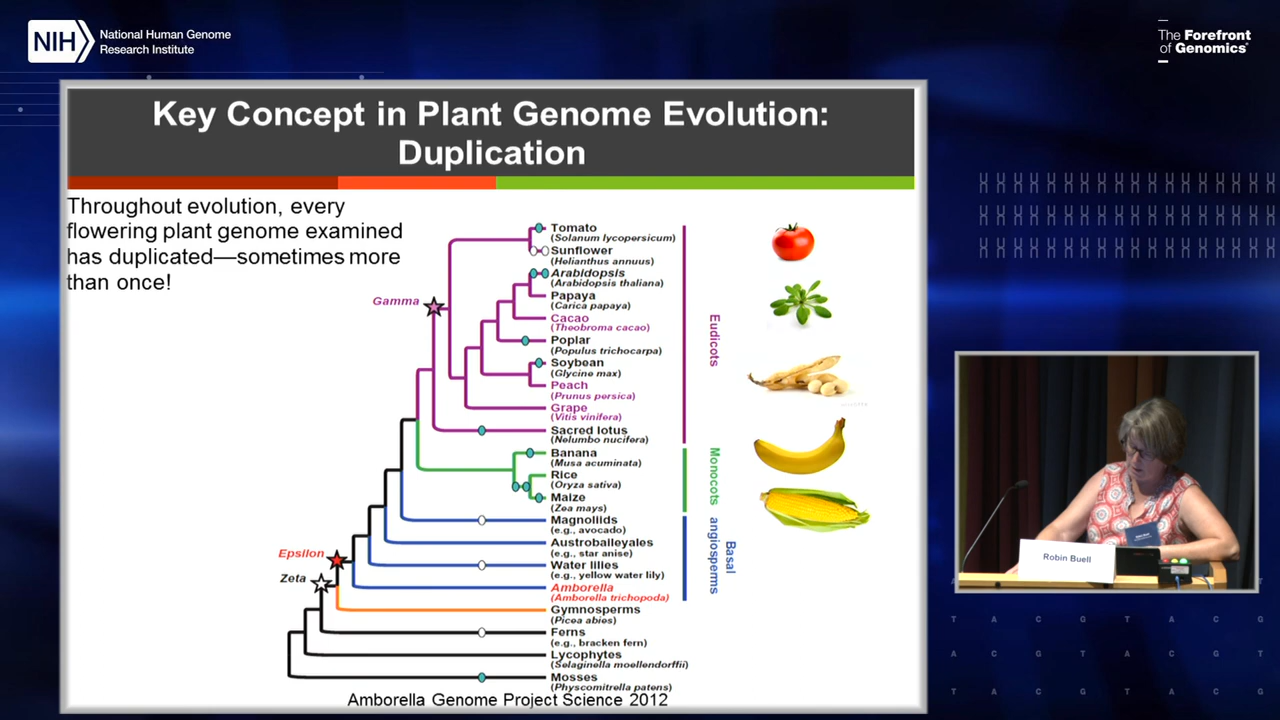 NIH
National Human Genome
Research Institute
The Forefront
of Genomics®
Key Concept in Plant Genome Evolution:
Duplication
Throughout evolution, every
flowering plant genome examined
has duplicated—sometimes more
than once!
Gamma
Epsilon
Zeta
Tomato
(Solanum lycopersicum)
Sunflower
(Helianthus annuus)
Arabidopsis
(Arabidopsis thaliana)
Papaya
(Carica papaya)
Cacao
(Theobroma cacao)
Poplar
(Populus trichocarpa)
Soybean
(Glycine max)
Peach
(Prunus persica)
Grape
(Vitis vinifera)
Sacred lotus
(Nelumbo nucifera)
Banana
(Musa acuminata)
Rice
(Oryza sativa)
Maize
(Zea mays)
Magnoliids
(e.g., avocado)
Austrobaileyales
(e.g., star anise)
Water lilies
(e.g., yellow water lily)
Amborella
(Amborella trichopoda)
Gymnosperms
(Picea abies)
Ferns
(e.g., bracken fern)
Lycophytes
(Selaginella moellendorffii)
Mosses
(Physcomitrella patens)
Eudicots
Monocots
Basal
angiosperms
Amborella Genome Project Science 2012
Robin Buell
T A C G T A C G T
A C G T A C G T
T A C G T A C G